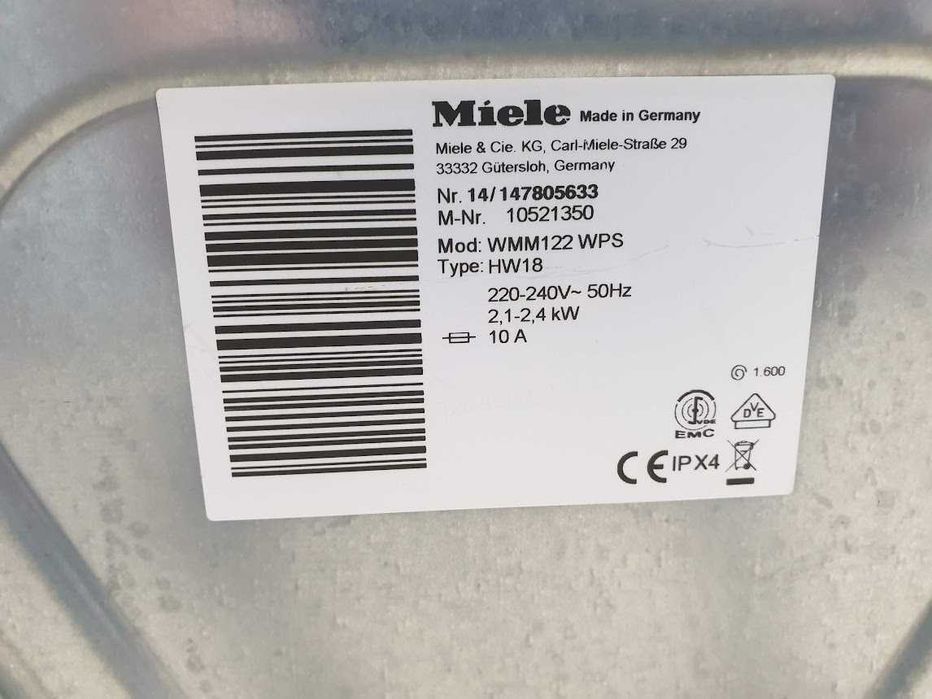 Miele Made in Germany
Miele & Cie. KG, Carl-Miele-Straße 29
33332 Gütersloh, Germany
Nr. 14/147805633
M-Nr. 10521350
Mod: WMM122 WPS
Type: HW18
220-240V~ 50Hz
2,1-2,4 kW
10 A
1.600
VDE
EMC
DVE
CE IPX4